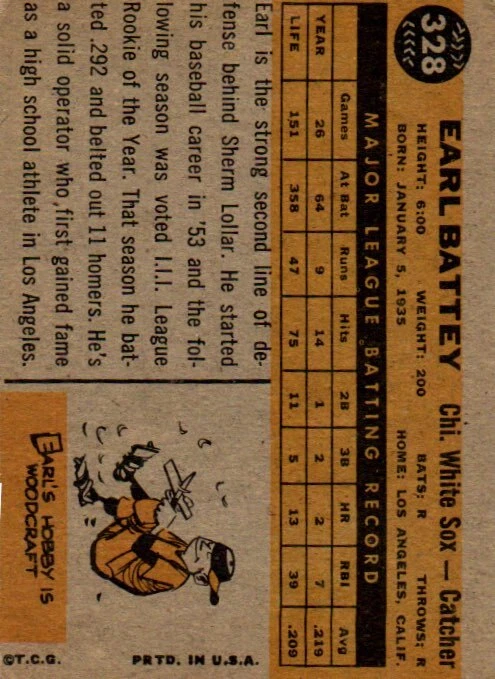 328
EARL BATTEY Chi. White Sox — Catcher
HEIGHT: 6:00 WEIGHT: 200 BATS: R THROWS: R
BORN: JANUARY 5, 1935 HOME: LOS ANGELES, CALIF.
MAJOR LEAGUE BATTING RECORD
Games At Bat Runs Hits 2B 3B HR RBI Avg
YEAR 26 64 9 14 1 2 2 7 .219
LIFE 151 358 47 75 11 5 13 39 .209
Earl is the strong second line of de-
fense behind Sherm Lollar. He started
his baseball career in '53 and the fol-
lowing season was voted I.I.I. League
Rookie of the Year. That season he bat-
ted .292 and belted out 11 homers. He's
a solid operator who first gained fame
as a high school athlete in Los Angeles.
EARL'S HOBBY IS
WOODCRAFT
©T.C.G. PRTD. IN U.S.A.